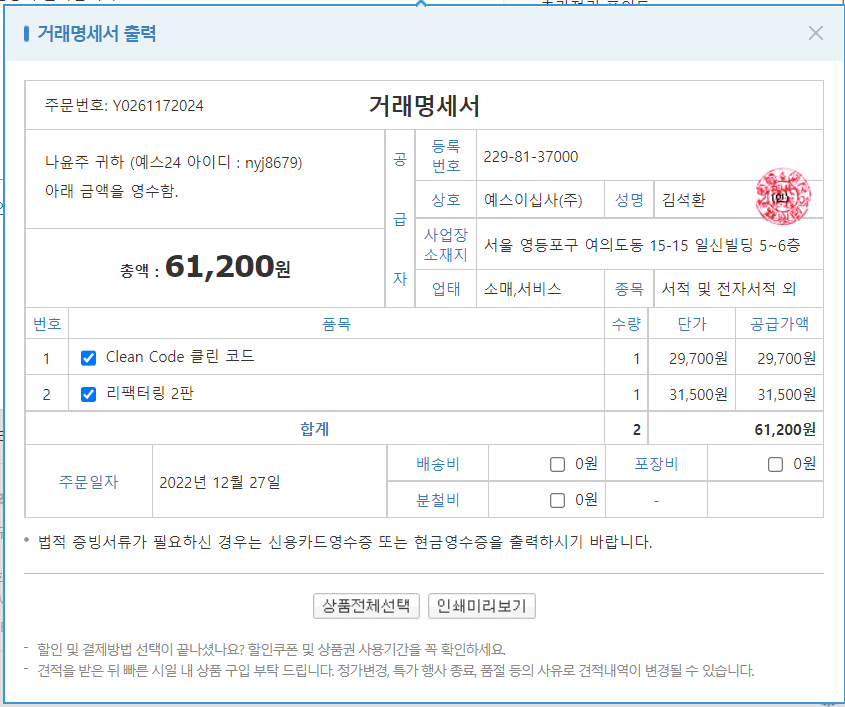 거래명세서 출력
주문번호: Y0261172024
거래명세서
나윤주 귀하 (예스24 아이디 : nyj8679)
아래 금액을 영수함.
총액 : 61,200원
공
급
자
등록
번호
229-81-37000
상호
예스이십사(주)
성명
김석환
(인)
사업장
소재지
서울 영등포구 여의도동 15-15 일신빌딩 5~6층
업태
소매,서비스
종목
서적 및 전자서적 외
번호 품목 수량 단가 공급가액
1 Clean Code 클린 코드 1 29,700원 29,700원
2 리팩터링 2판 1 31,500원 31,500원
합계 2 61,200원
주문일자 2022년 12월 27일
배송비 0원 포장비 0원
분철비 0원 -
* 법적 증빙서류가 필요하신 경우는 신용카드영수증 또는 현금영수증을 출력하시기 바랍니다.
상품전체선택 인쇄미리보기
- 할인 및 결제방법 선택이 끝나셨나요? 할인쿠폰 및 상품권 사용기간을 꼭 확인하세요.
- 견적을 받은 뒤 빠른 시일 내 상품 구입 부탁 드립니다. 정가변경, 특가 행사 종료, 품절 등의 사유로 견적내역이 변경될 수 있습니다.